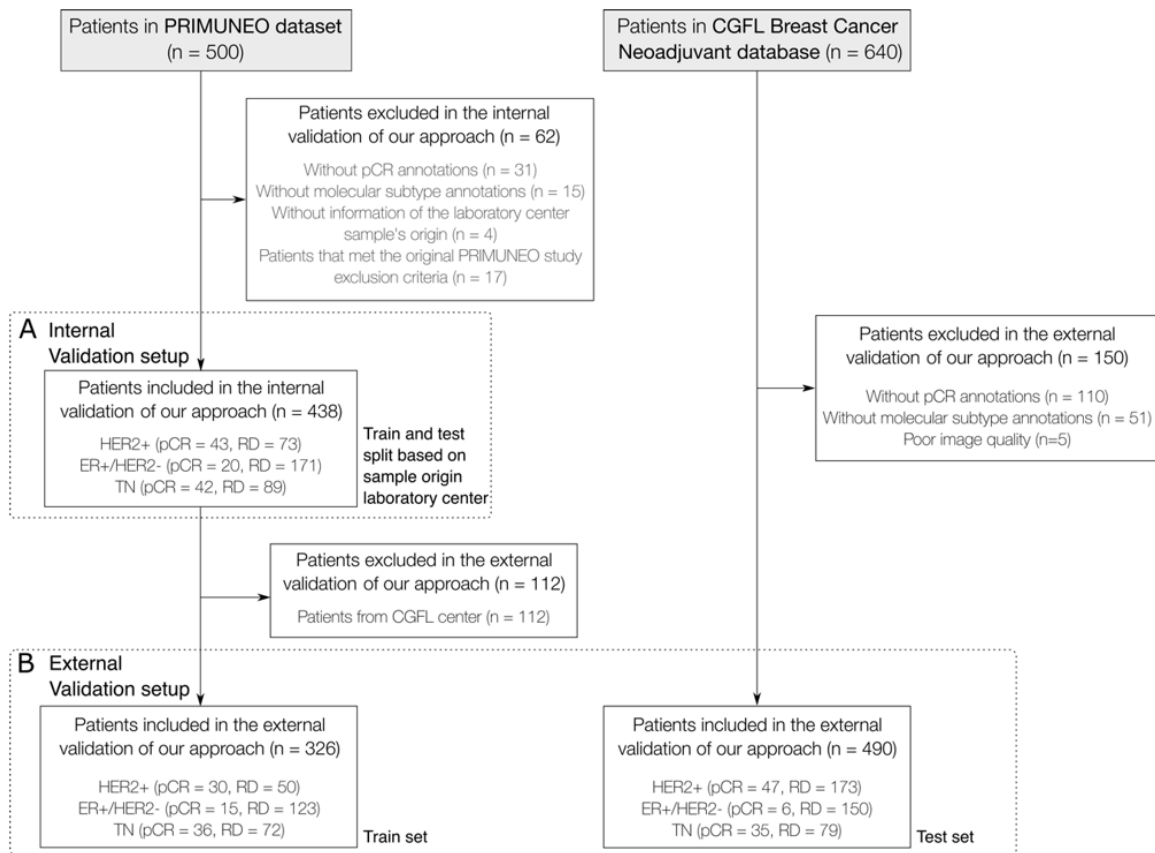 Patients in PRIMUNEO dataset
(n = 500)
Patients in CGFL Breast Cancer
Neoadjuvant database (n = 640)
Patients excluded in the internal
validation of our approach (n = 62)
Without pCR annotations (n = 31)
Without molecular subtype annotations (n = 15)
Without information of the laboratory center
sample's origin (n = 4)
Patients that met the original PRIMUNEO study
exclusion criteria (n = 17)
A Internal
Validation setup
Patients included in the internal
validation of our approach (n = 438)
HER2+ (pCR = 43, RD = 73)
ER+/HER2- (pCR = 20, RD = 171)
TN (pCR = 42, RD = 89)
Train and test
split based on
sample origin
laboratory center
Patients excluded in the external
validation of our approach (n = 150)
Without pCR annotations (n = 110)
Without molecular subtype annotations (n = 51)
Poor image quality (n=5)
Patients excluded in the external
validation of our approach (n = 112)
Patients from CGFL center (n = 112)
B External
Validation setup
Patients included in the external
validation of our approach (n = 326)
HER2+ (pCR = 30, RD = 50)
ER+/HER2- (pCR = 15, RD = 123)
TN (pCR = 36, RD = 72)
Train set
Patients included in the external
validation of our approach (n = 490)
HER2+ (pCR = 47, RD = 173)
ER+/HER2- (pCR = 6, RD = 150)
TN (pCR = 35, RD = 79)
Test set